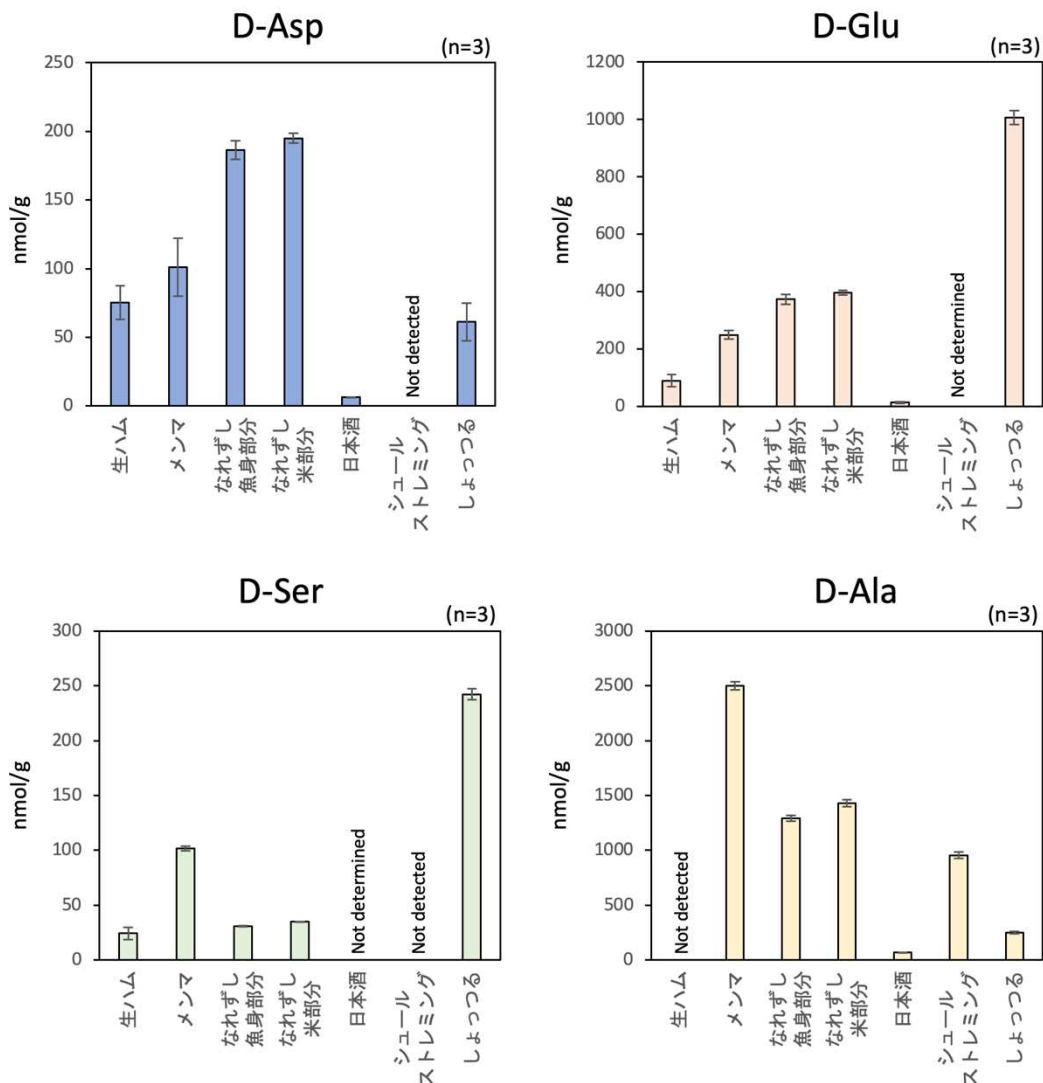 D-Asp
(n=3)
nmol/g
250
200
150
100
50
0
Not detected
生ハム
メンマ
なれずし
魚身部分
なれずし
米部分
日本酒
シュール
ストレミング
しょっつる
D-Glu
(n=3)
nmol/g
1200
1000
800
600
400
200
0
Not determined
生ハム
メンマ
なれずし
魚身部分
なれずし
米部分
日本酒
シュール
ストレミング
しょっつる
D-Ser
(n=3)
nmol/g
300
250
200
150
100
50
0
Not determined
Not detected
生ハム
メンマ
なれずし
魚身部分
なれずし
米部分
日本酒
シュール
ストレミング
しょっつる
D-Ala
(n=3)
nmol/g
3000
2500
2000
1500
1000
500
0
Not detected
生ハム
メンマ
なれずし
魚身部分
なれずし
米部分
日本酒
シュール
ストレミング
しょっつる